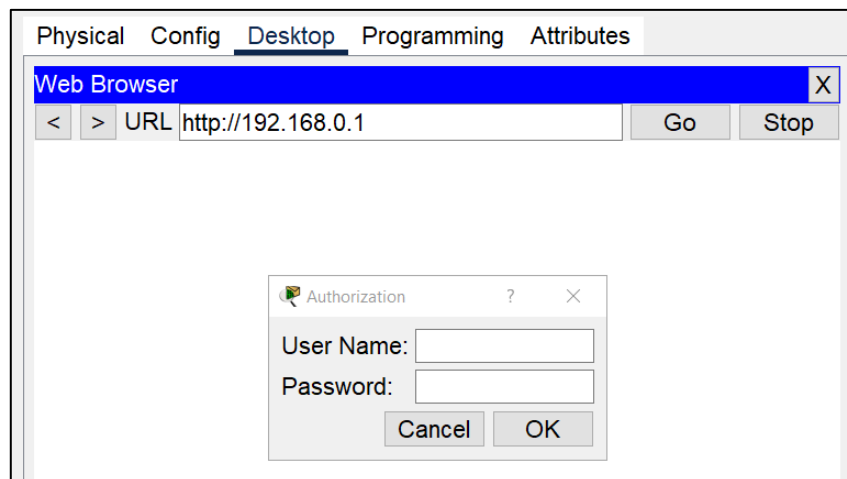 Physical Config Desktop Programming Attributes
Web Browser X
< > URL http://192.168.0.1 Go Stop
Authorization ? ×
User Name:
Password:
Cancel OK